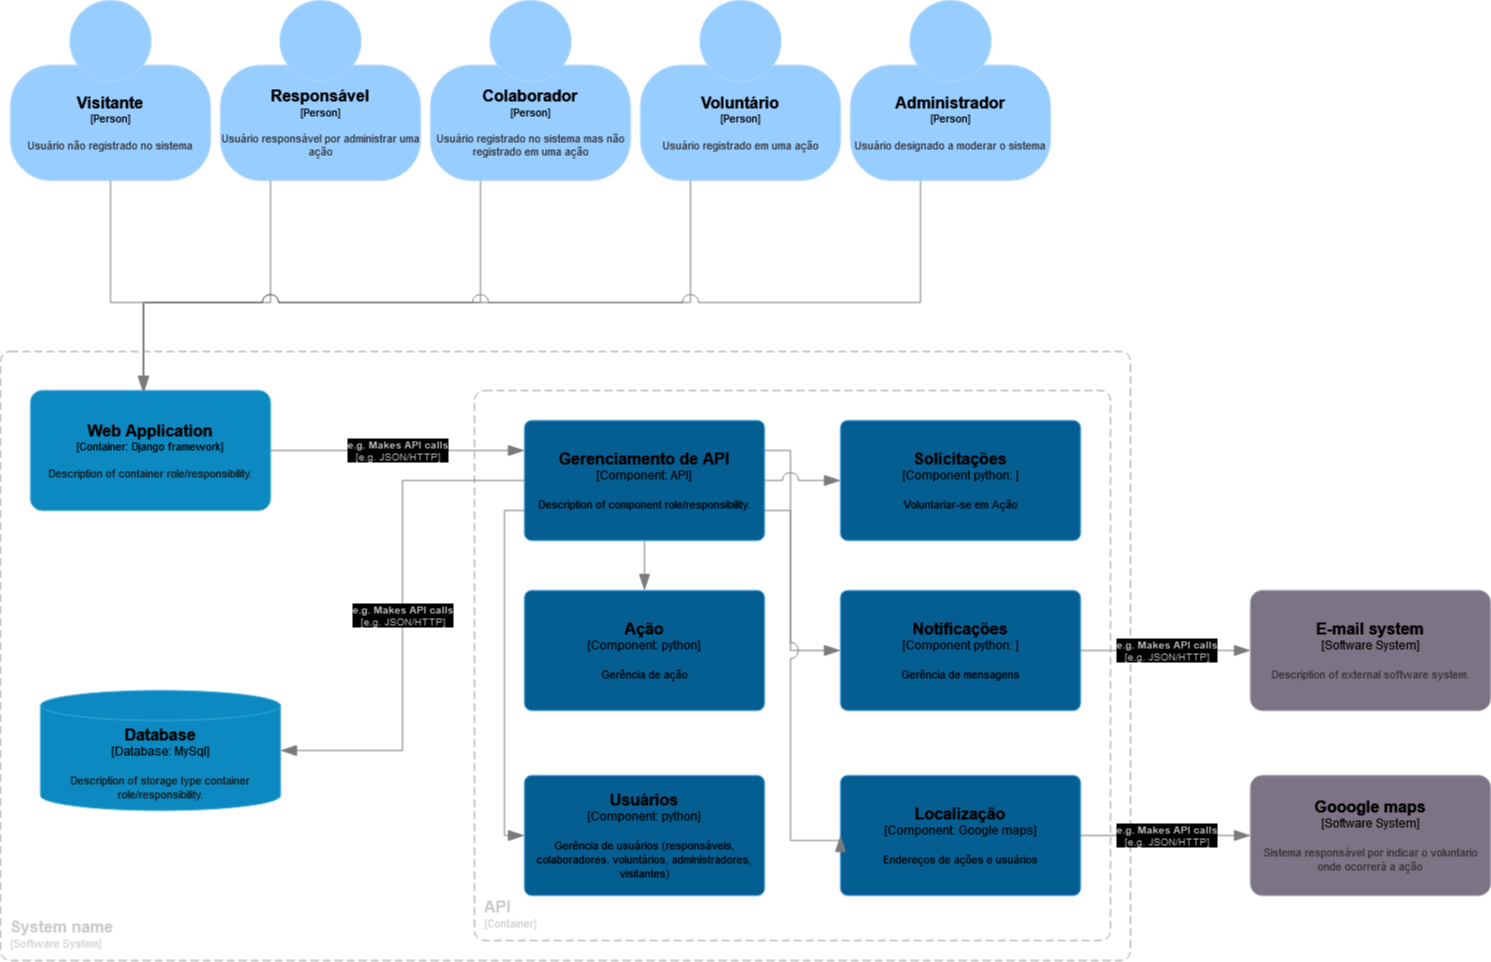 Visitante
[Person]
Usuário não registrado no sistema
Responsável
[Person]
Usuário responsável por administrar uma
ação
Colaborador
[Person]
Usuário registrado no sistema mas não
registrado em uma ação
Voluntário
[Person]
Usuário registrado em uma ação
Administrador
[Person]
Usuário designado a moderar o sistema
Web Application
[Container: Django framework]
Description of container role/responsibility.
e.g. Makes API calls
[e.g. JSON/HTTP]
Gerenciamento de API
[Component: API]
Description of component role/responsibility.
Solicitações
[Component python: ]
Voluntariar-se em Ação
e.g. Makes API calls
[e.g. JSON/HTTP]
Ação
[Component: python]
Gerência de ação
Notificações
[Component python: ]
Gerência de mensagens
e.g. Makes API calls
[e.g. JSON/HTTP]
E-mail system
[Software System]
Description of external software system.
Database
[Database: MySql]
Description of storage type container
role/responsibility.
Usuários
[Component: python]
Gerência de usuários (responsáveis,
colaboradores, voluntários, administradores,
visitantes)
Localização
[Component: Google maps]
Endereços de ações e usuários
e.g. Makes API calls
[e.g. JSON/HTTP]
Gooogle maps
[Software System]
Sistema responsável por indicar o voluntario
onde ocorrerá a ação
API
[Container]
System name
[Software System]